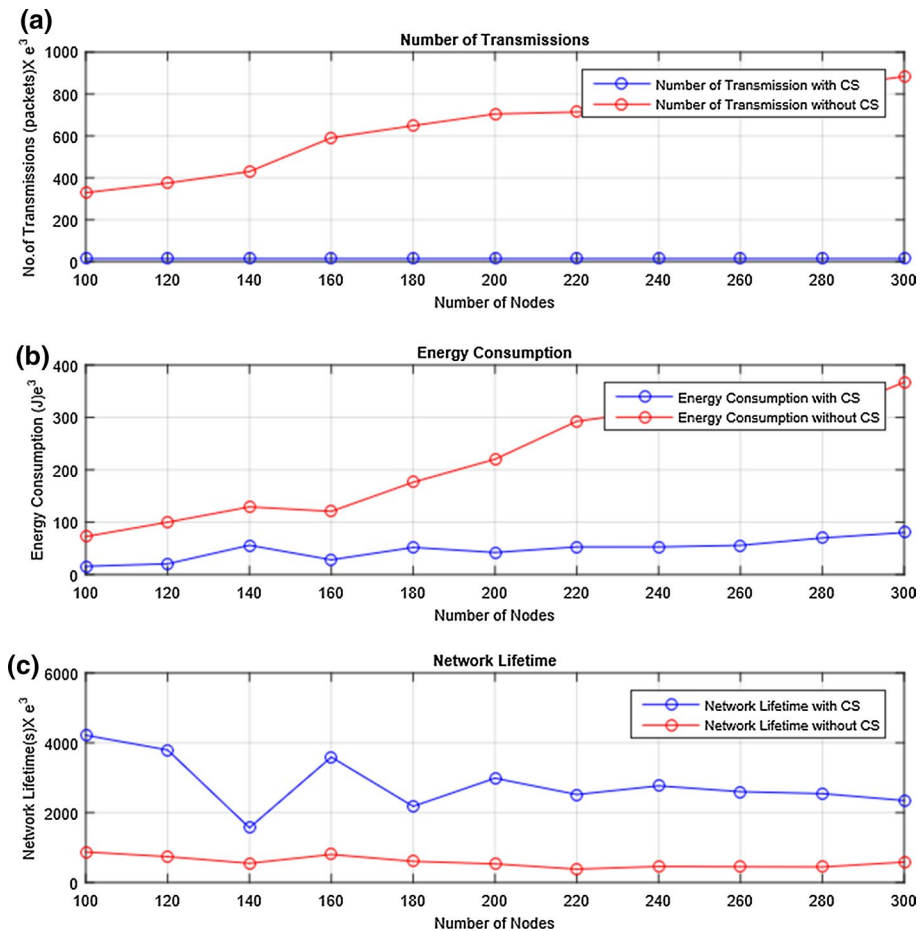 (a)
Number of Transmissions
No.of Transmissions (packets)X e³
1000
800
600
400
200
0
Number of Transmission with CS
Number of Transmission without CS
100 120 140 160 180 200 220 240 260 280 300
Number of Nodes
(b)
Energy Consumption
Energy Consumption (J)e³
400
300
200
100
0
Energy Consumption with CS
Energy Consumption without CS
100 120 140 160 180 200 220 240 260 280 300
Number of Nodes
(c)
Network Lifetime
Network Lifetime(s)X e³
6000
4000
2000
0
Network Lifetime with CS
Network Lifetime without CS
100 120 140 160 180 200 220 240 260 280 300
Number of Nodes